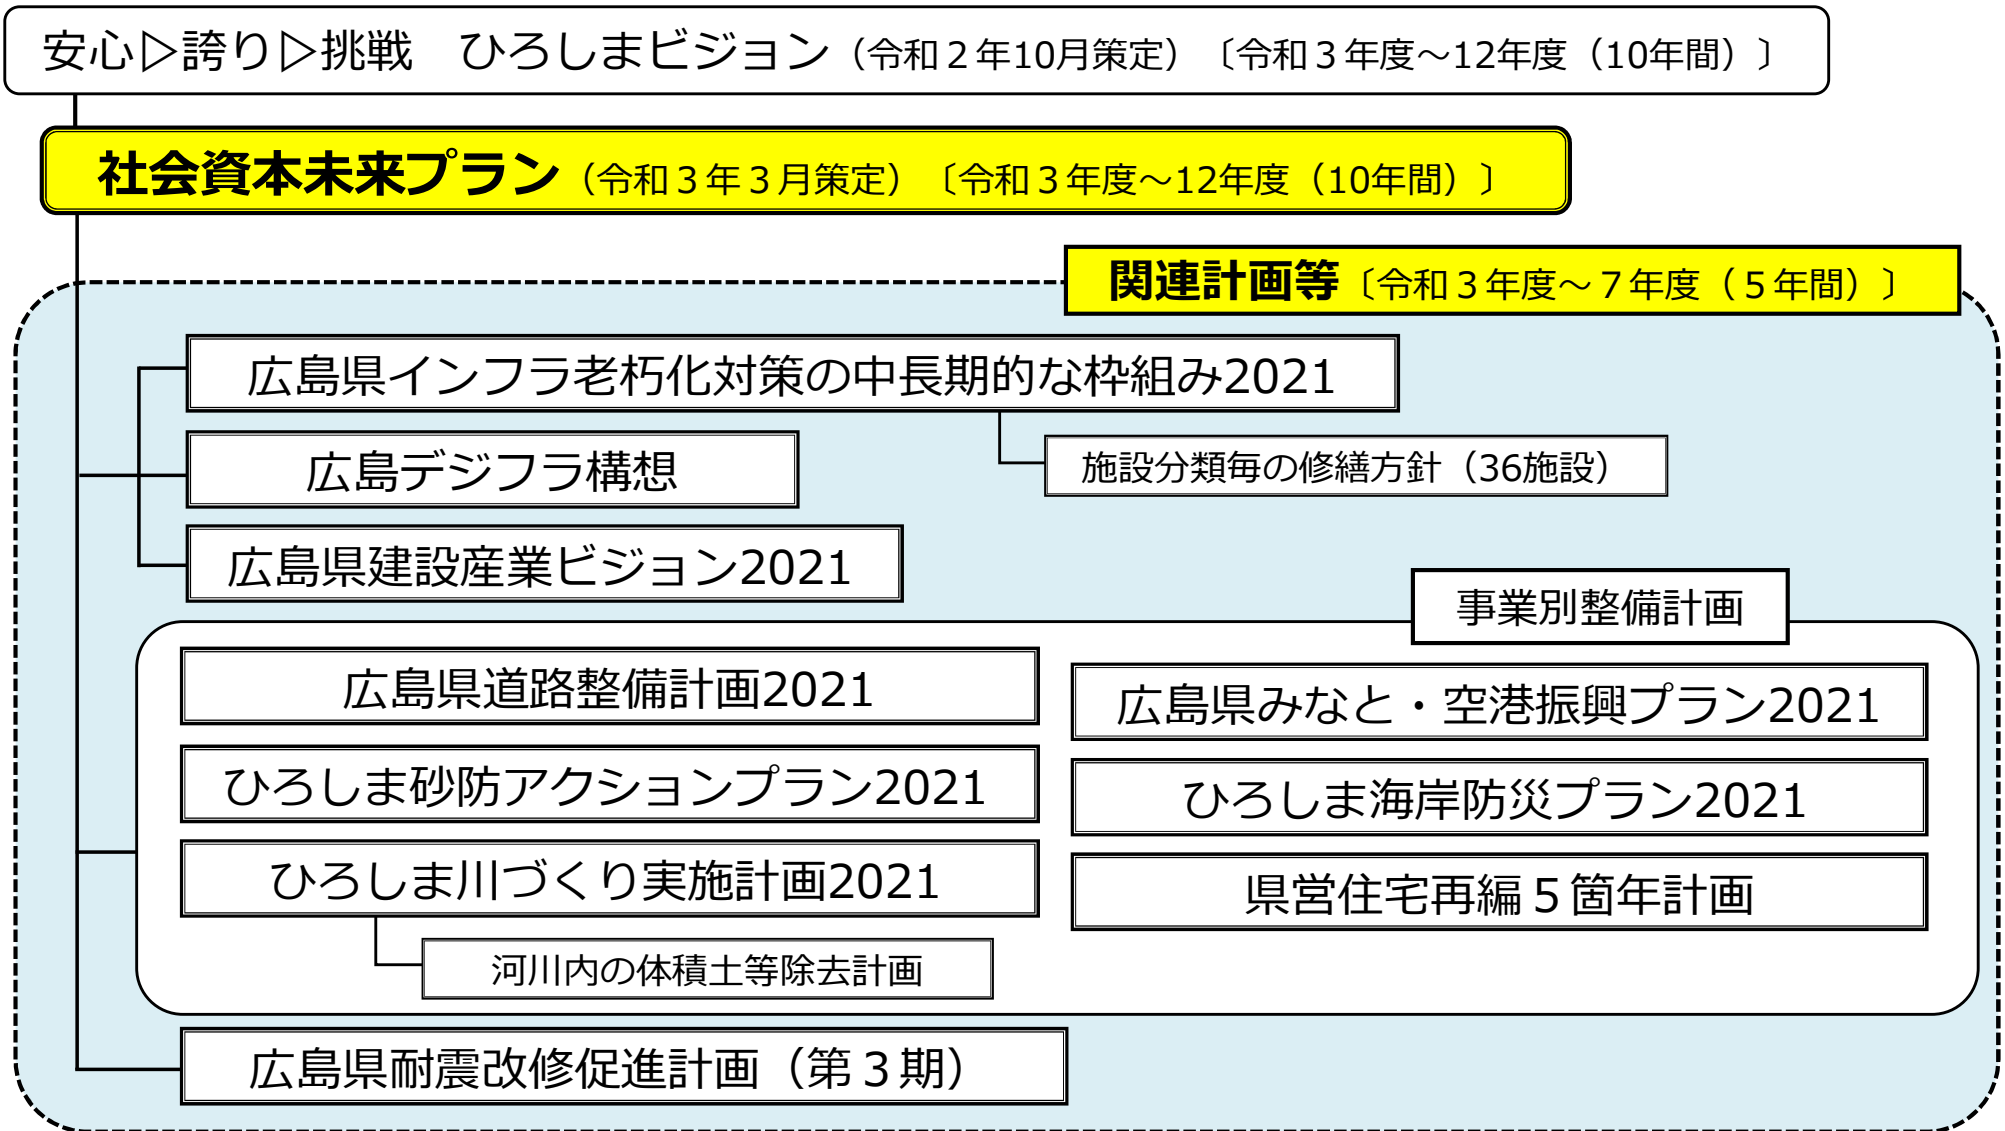 安心▷誇り▷挑戦　ひろしまビジョン（令和２年10月策定）〔令和３年度～12年度（10年間）〕
社会資本未来プラン（令和３年３月策定）〔令和３年度～12年度（10年間）〕
関連計画等〔令和３年度～７年度（５年間）〕
広島県インフラ老朽化対策の中長期的な枠組み2021
施設分類毎の修繕方針（36施設）
広島デジフラ構想
広島県建設産業ビジョン2021
事業別整備計画
広島県道路整備計画2021
ひろしま砂防アクションプラン2021
ひろしま川づくり実施計画2021
河川内の体積土等除去計画
広島県みなと・空港振興プラン2021
ひろしま海岸防災プラン2021
県営住宅再編５箇年計画
広島県耐震改修促進計画（第３期）